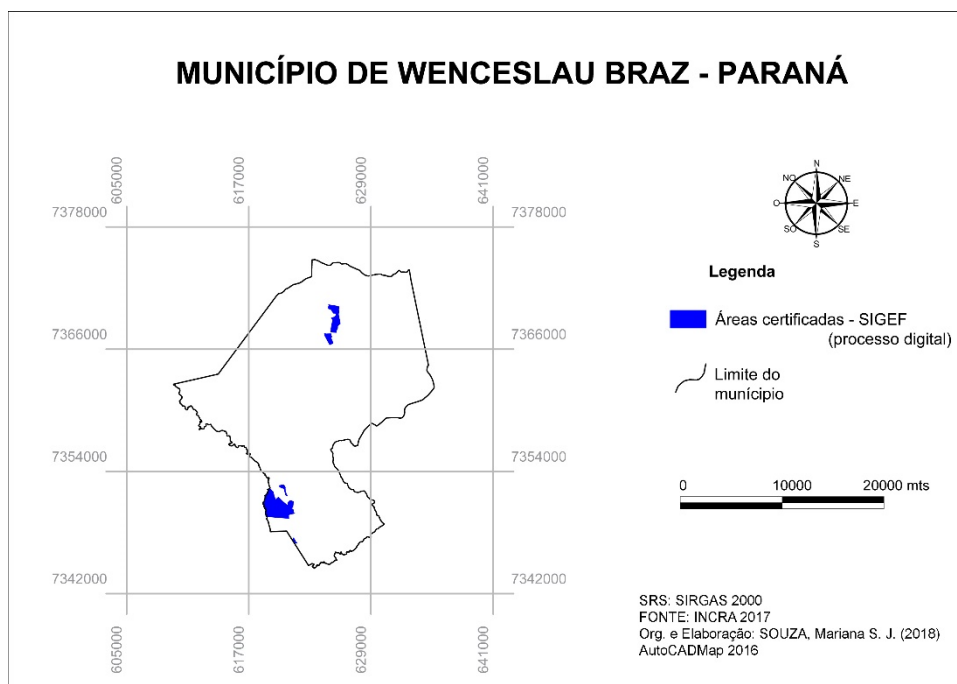 MUNICÍPIO DE WENCESLAU BRAZ - PARANÁ
605000
617000
629000
641000
7378000
7378000
7366000
7366000
7354000
7354000
7342000
7342000
605000
617000
629000
641000
N
NO
NE
O
E
SO
SE
S
Legenda
Áreas certificadas - SIGEF
(processo digital)
Limite do
munícipio
0
10000
20000 mts
SRS: SIRGAS 2000
FONTE: INCRA 2017
Org. e Elaboração: SOUZA, Mariana S. J. (2018)
AutoCADMap 2016